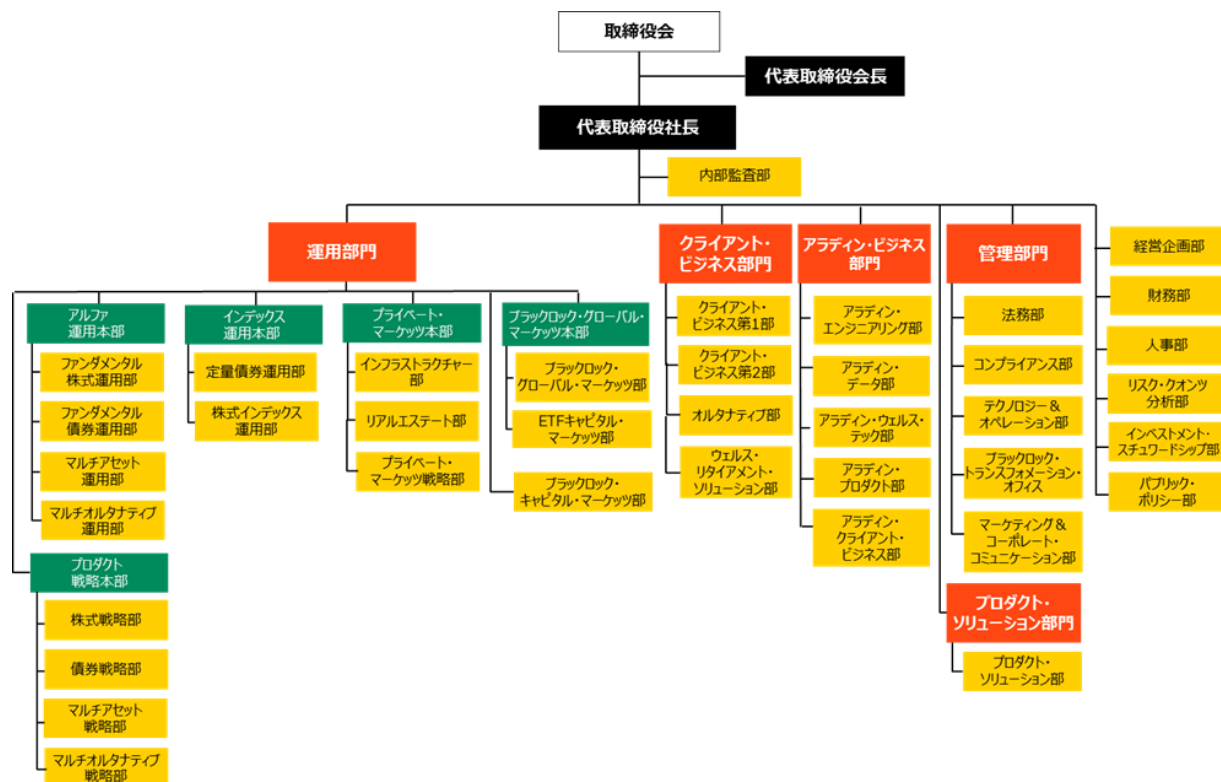 取締役会
代表取締役会長
代表取締役社長
内部監査部
運用部門
アルファ
運用本部
ファンダメンタル
株式運用部
ファンダメンタル
債券運用部
マルチアセット
運用部
マルチオルタナティブ
運用部
プロダクト
戦略本部
株式戦略部
債券戦略部
マルチアセット
戦略部
マルチオルタナティブ
戦略部
インデックス
運用本部
定量債券運用部
株式インデックス
運用部
プライベート・
マーケッツ本部
インフラストラクチャー
部
リアルエステート部
プライベート・
マーケッツ戦略部
ブラックロック・グローバル・
マーケッツ本部
ブラックロック・
グローバル・マーケッツ部
ETFキャピタル・
マーケッツ部
ブラックロック・
キャピタル・マーケッツ部
クライアント・
ビジネス部門
クライアント・
ビジネス第1部
クライアント・
ビジネス第2部
オルタナティブ部
ウェルス・
リタイアメント・
ソリューション部
アラディン・ビジネス
部門
アラディン・
エンジニアリング部
アラディン・
データ部
アラディン・ウェルス・
テック部
アラディン・
プロダクト部
アラディン・
クライアント・
ビジネス部
管理部門
法務部
コンプライアンス部
テクノロジー＆
オペレーション部
ブラックロック・
トランスフォメーション・
オフィス
マーケティング＆
コーポレート・
コミュニケーション部
プロダクト・
ソリューション部門
プロダクト・
ソリューション部
経営企画部
財務部
人事部
リスク・クオンツ
分析部
インベストメント・
スチュワードシップ部
パブリック・
ポリシー部